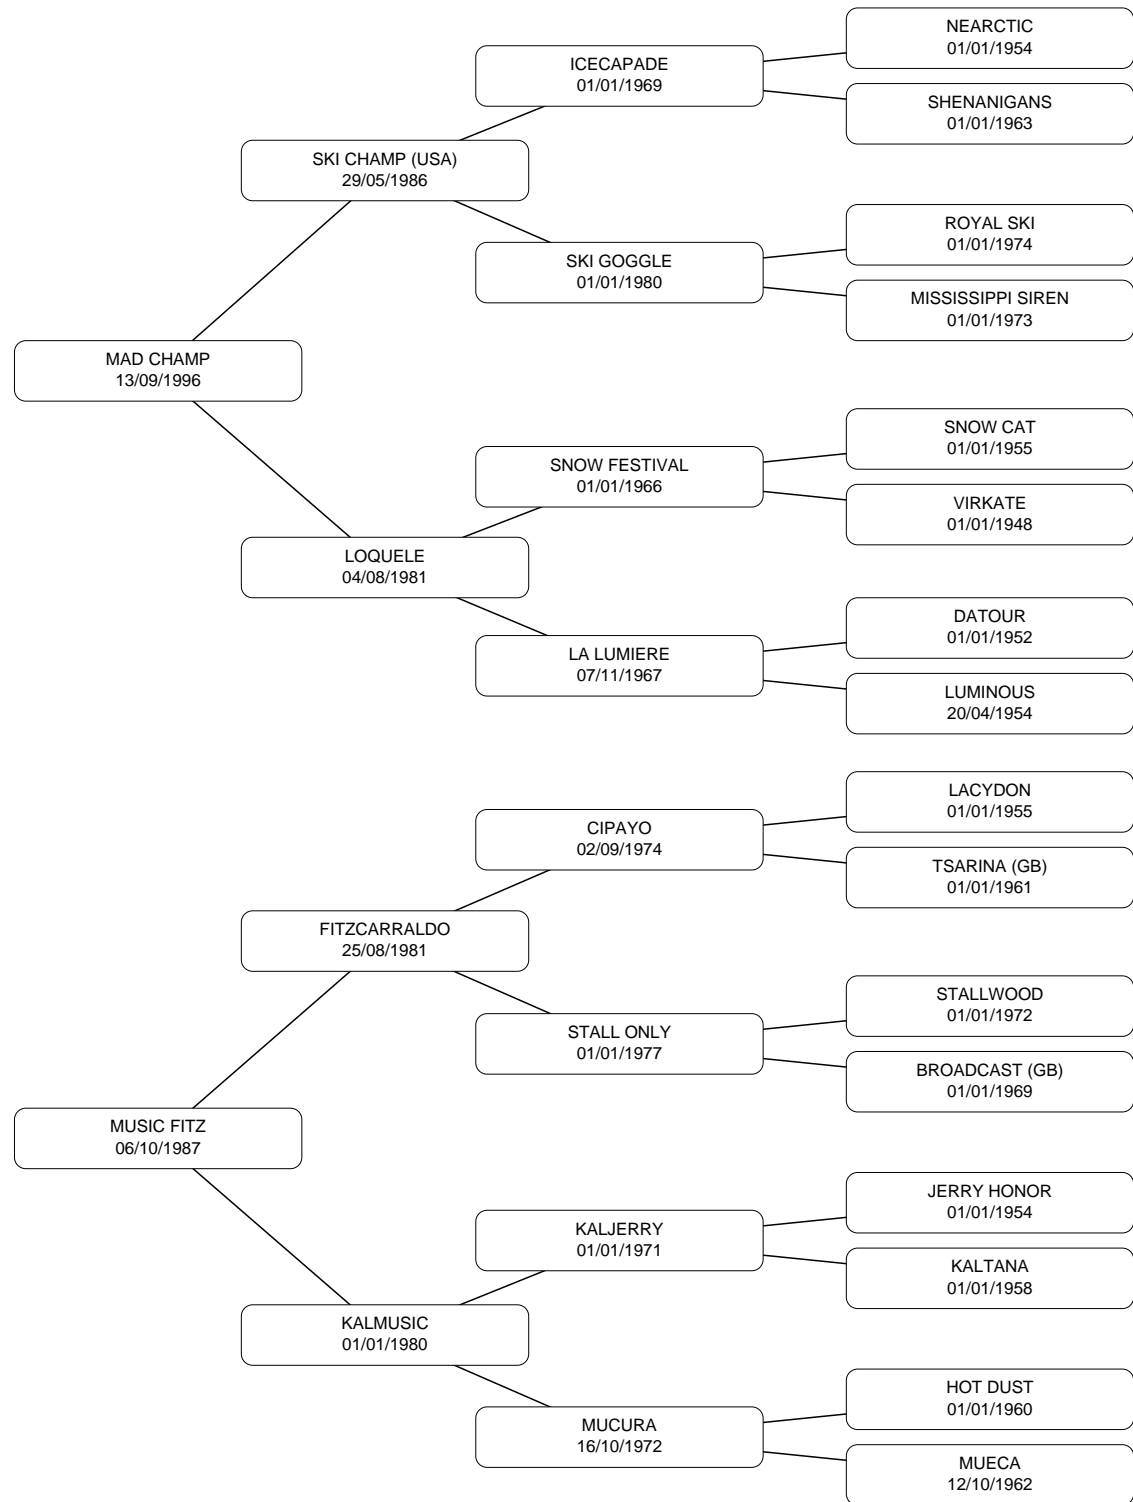 NEARCTIC
01/01/1954
ICECAPADE
01/01/1969
SHENANIGANS
01/01/1963
SKI CHAMP (USA)
29/05/1986
ROYAL SKI
01/01/1974
SKI GOGGLE
01/01/1980
MISSISSIPPI SIREN
01/01/1973
MAD CHAMP
13/09/1996
SNOW CAT
01/01/1955
SNOW FESTIVAL
01/01/1966
VIRKATE
01/01/1948
LOQUELE
04/08/1981
DATOUR
01/01/1952
LA LUMIERE
07/11/1967
LUMINOUS
20/04/1954
LACYDON
01/01/1955
CIPAYO
02/09/1974
TSARINA (GB)
01/01/1961
FITZCARRALDO
25/08/1981
STALLWOOD
01/01/1972
STALL ONLY
01/01/1977
BROADCAST (GB)
01/01/1969
MUSIC FITZ
06/10/1987
JERRY HONOR
01/01/1954
KALJERRY
01/01/1971
KALTANA
01/01/1958
KALMUSIC
01/01/1980
HOT DUST
01/01/1960
MUCURA
16/10/1972
MUECA
12/10/1962